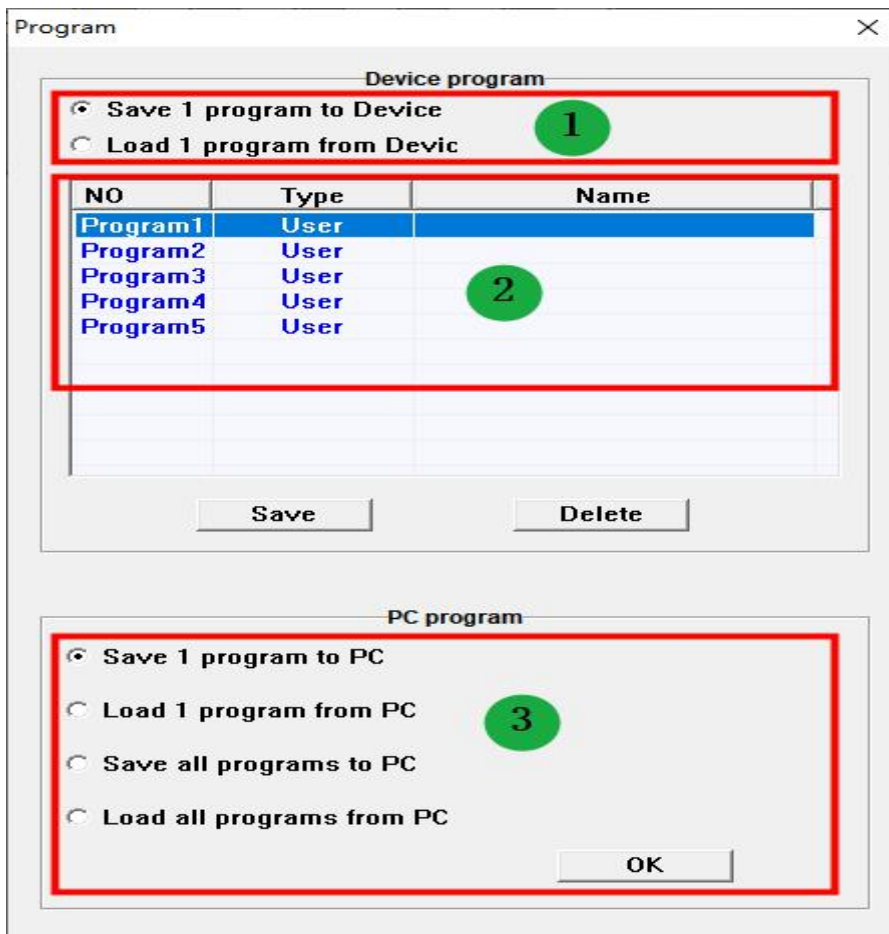 Program
Device program
Save 1 program to Device
1
Load 1 program from Devic
NO Type Name
Program1 User
Program2 User
Program3 User
2
Program4 User
Program5 User
Save Delete
PC program
Save 1 program to PC
Load 1 program from PC
3
Save all programs to PC
Load all programs from PC
OK